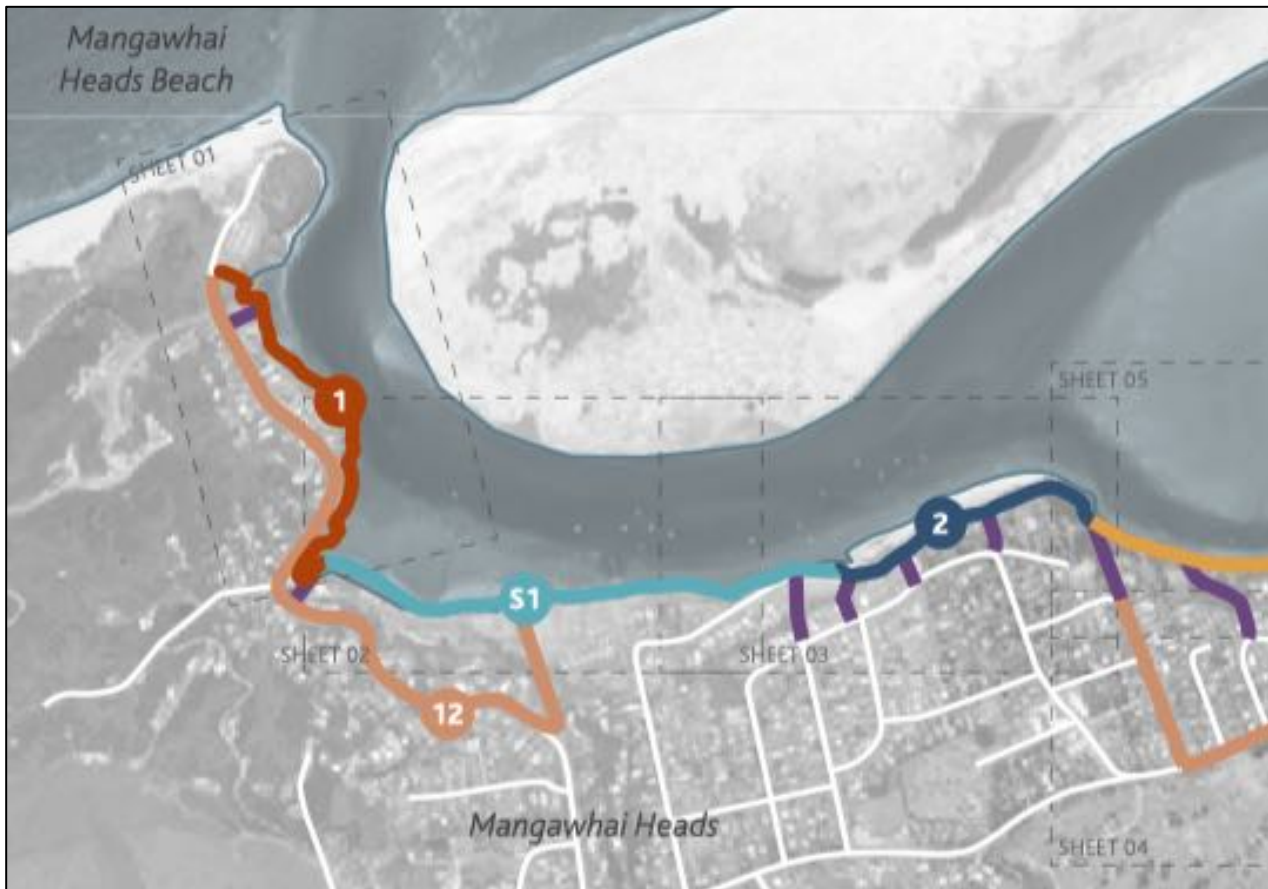 Mangawhai
Heads Beach
SHEET 01
1
SHEET 05
2
S1
SHEET 02
SHEET 03
12
Mangawhai Heads
SHEET 04